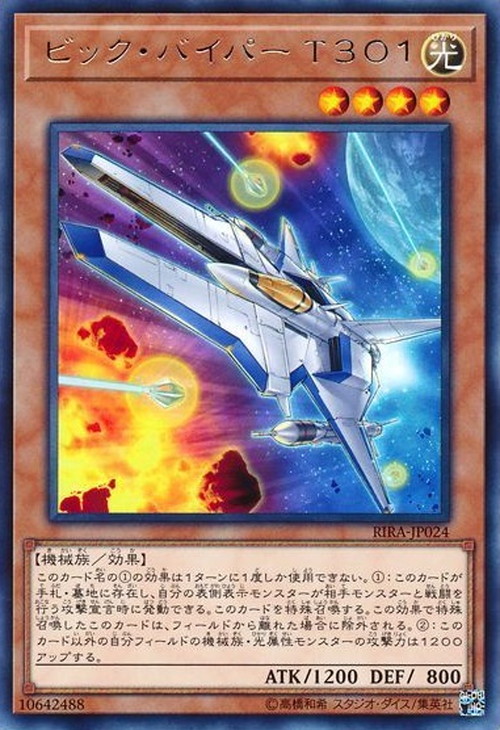 ビック・バイパー T301
光
RIRA-JP024
【機械族/効果】
このカード名の①の効果は1ターンに1度しか使用できない。①:このカードが
手札・墓地に存在し、自分の表側表示モンスターが相手モンスターと戦闘を
行う攻撃宣言時に発動できる。このカードを特殊召喚する。この効果で特殊
召喚したこのカードは、フィールドから離れた場合に除外される。②:この
カード以外の自分フィールドの機械族・光属性モンスターの攻撃力は1200
アップする。
ATK/1200 DEF/ 800
10642488 ©高橋和希 スタジオ・ダイス/集英社